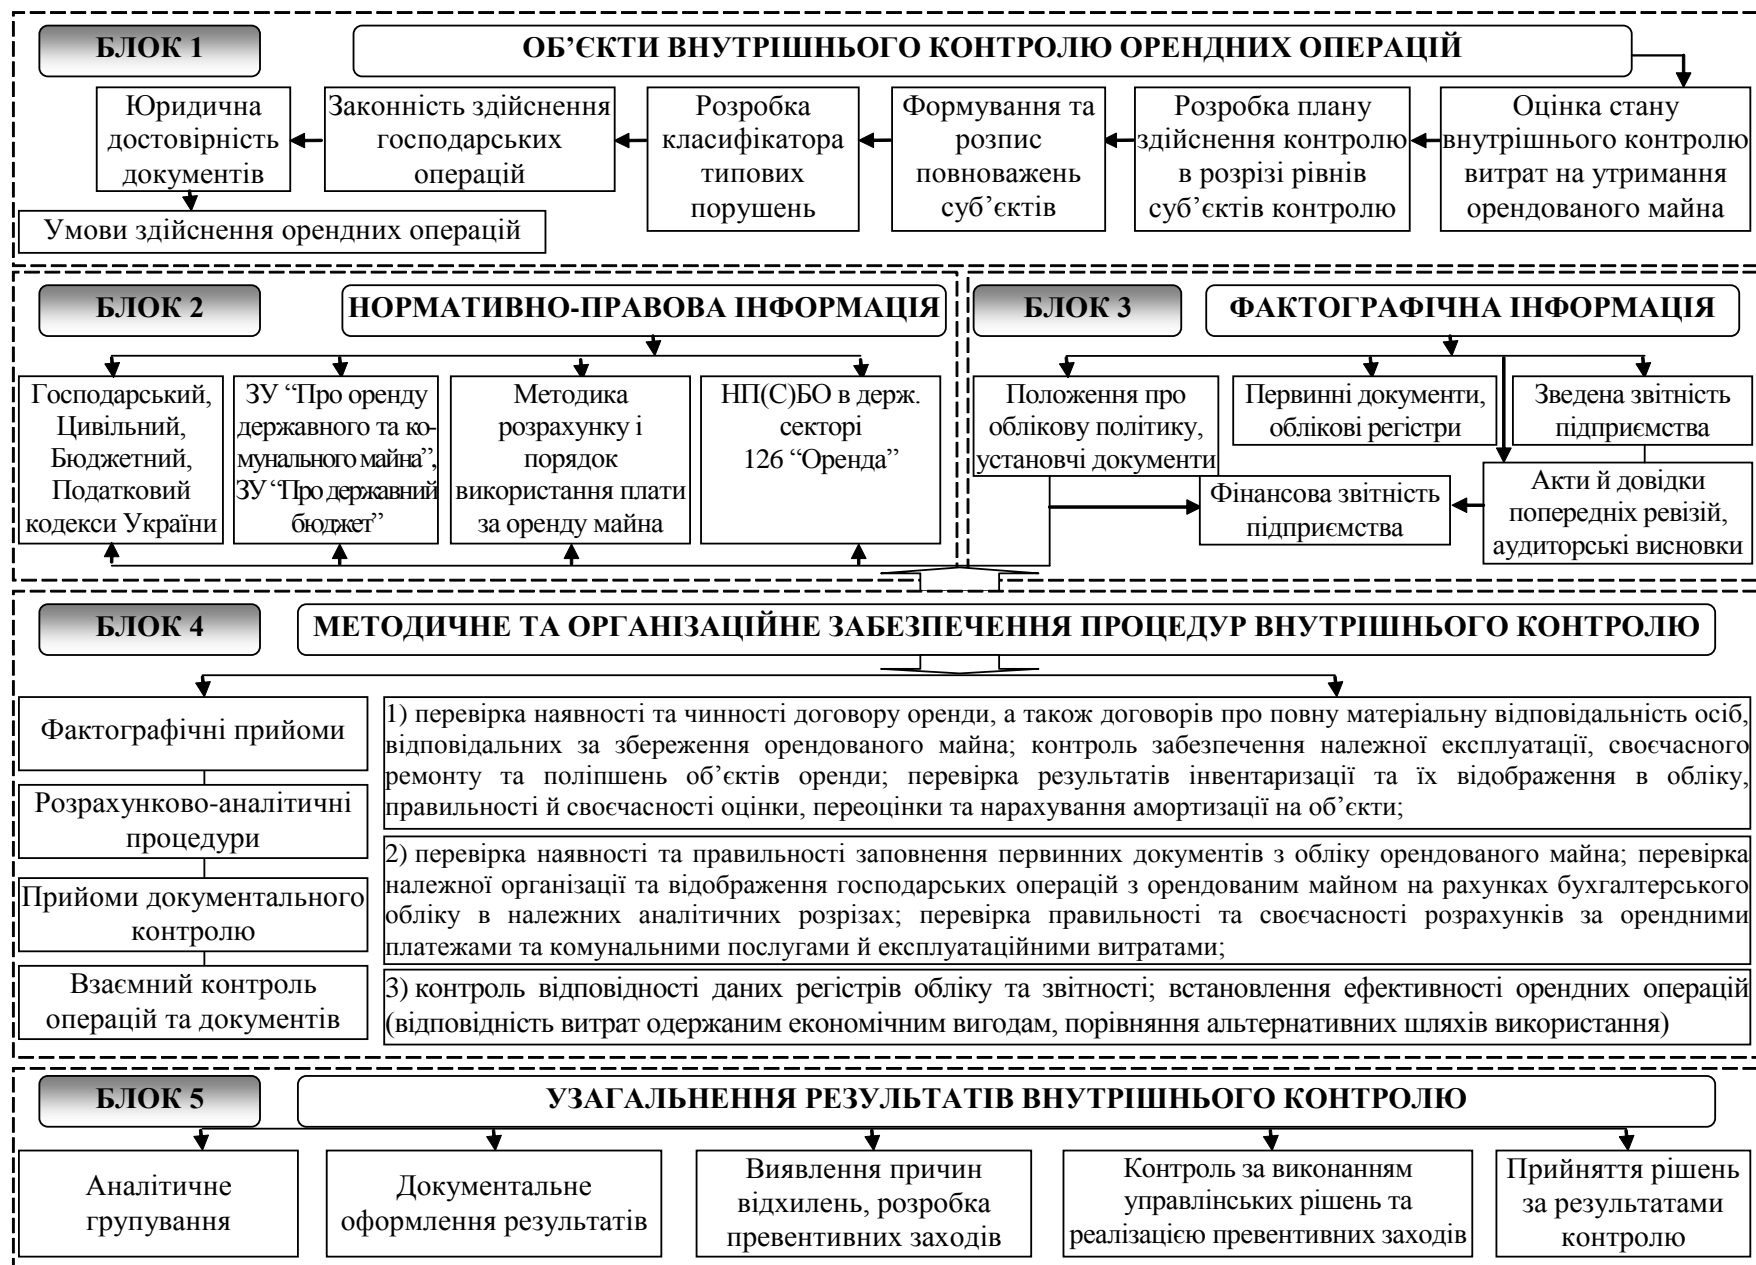 БЛОК 1
ОБ’ЄКТИ ВНУТРІШНЬОГО КОНТРОЛЮ ОРЕНДНИХ ОПЕРАЦІЙ
Юридична
достовірність
документів
Законність здійснення
господарських
операцій
Розробка
класифікатора
типових
порушень
Формування та
розпис
повноважень
суб’єктів
Розробка плану
здійснення контролю
в розрізі рівнів
суб’єктів контролю
Оцінка стану
внутрішнього контролю
витрат на утримання
орендованого майна
Умови здійснення орендних операцій
БЛОК 2
НОРМАТИВНО-ПРАВОВА ІНФОРМАЦІЯ
Господарський,
Цивільний,
Бюджетний,
Податковий
кодекси України
ЗУ “Про оренду
державного та ко-
мунального майна”,
ЗУ “Про державний
бюджет”
Методика
розрахунку і
порядок
використання плати
за оренду майна
НП(С)БО в держ.
секторі
126 “Оренда”
БЛОК 3
ФАКТОГРАФІЧНА ІНФОРМАЦІЯ
Положення про
облікову політику,
установчі документи
Первинні документи,
облікові регістри
Зведена звітність
підприємства
Фінансова звітність
підприємства
Акти й довідки
попередніх ревізій,
аудиторські висновки
БЛОК 4
МЕТОДИЧНЕ ТА ОРГАНІЗАЦІЙНЕ ЗАБЕЗПЕЧЕННЯ ПРОЦЕДУР ВНУТРІШНЬОГО КОНТРОЛЮ
Фактографічні прийоми
Розрахунково-аналітичні
процедури
Прийоми документального
контролю
Взаємний контроль
операцій та документів
1) перевірка наявності та чинності договору оренди, а також договорів про повну матеріальну відповідальність осіб,
відповідальних за збереження орендованого майна; контроль забезпечення належної експлуатації, своєчасного
ремонту та поліпшень об’єктів оренди; перевірка результатів інвентаризації та їх відображення в обліку,
правильності й своєчасності оцінки, переоцінки та нарахування амортизації на об’єкти;
2) перевірка наявності та правильності заповнення первинних документів з обліку орендованого майна; перевірка
належної організації та відображення господарських операцій з орендованим майном на рахунках бухгалтерського
обліку в належних аналітичних розрізах; перевірка правильності та своєчасності розрахунків за орендними
платежами та комунальними послугами й експлуатаційними витратами;
3) контроль відповідності даних регістрів обліку та звітності; встановлення ефективності орендних операцій
(відповідність витрат одержаним економічним вигодам, порівняння альтернативних шляхів використання)
БЛОК 5
УЗАГАЛЬНЕННЯ РЕЗУЛЬТАТІВ ВНУТРІШНЬОГО КОНТРОЛЮ
Аналітичне
групування
Документальне
оформлення результатів
Виявлення причин
відхилень, розробка
превентивних заходів
Контроль за виконанням
управлінських рішень та
реалізацією превентивних заходів
Прийняття рішень
за результатами
контролю